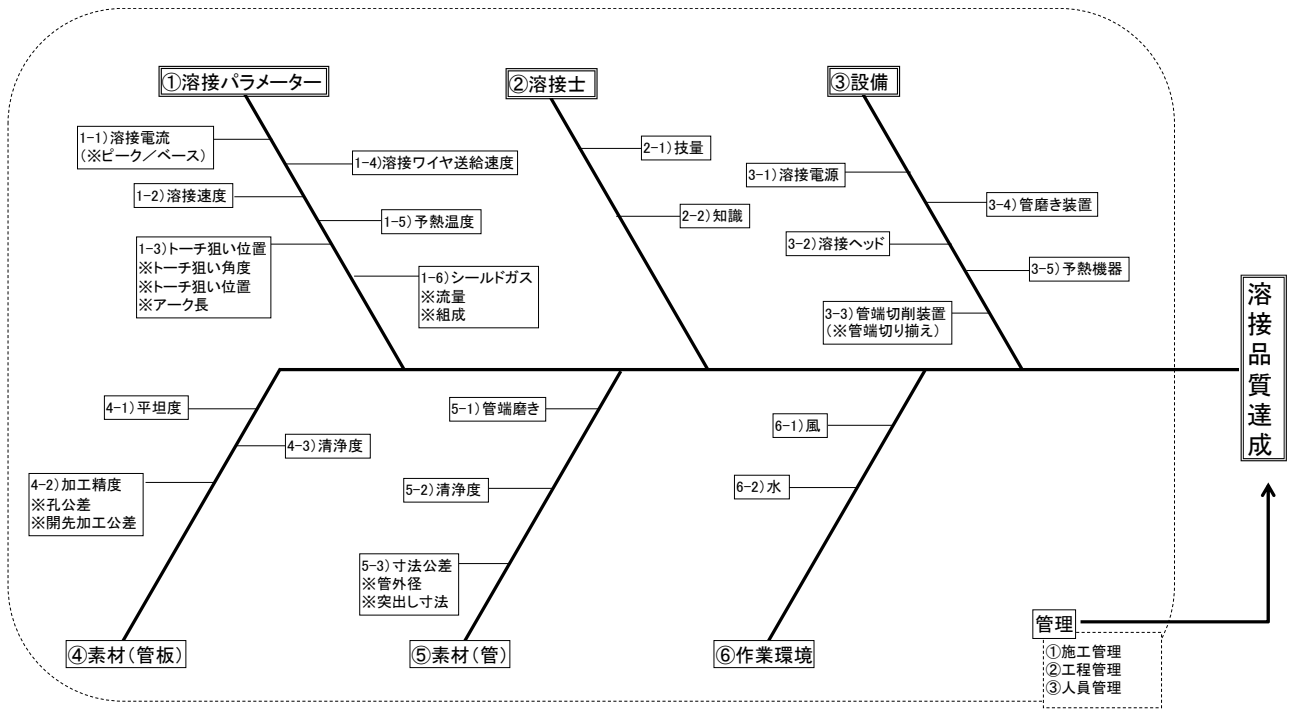 ①溶接パラメーター
1-1)溶接電流
(※ピーク／ベース)
1-2)溶接速度
1-3)トーチ狙い位置
※トーチ狙い角度
※トーチ狙い位置
※アーク長
1-4)溶接ワイヤ送給速度
1-5)予熱温度
1-6)シールドガス
※流量
※組成
②溶接士
2-1)技量
2-2)知識
③設備
3-1)溶接電源
3-2)溶接ヘッド
3-3)管端切削装置
(※管端切り揃え)
3-4)管磨き装置
3-5)予熱機器
溶接品質達成
4-1)平坦度
4-2)加工精度
※孔公差
※開先加工公差
4-3)清浄度
④素材(管板)
5-1)管端磨き
5-2)清浄度
5-3)寸法公差
※管外径
※突出し寸法
⑤素材(管)
6-1)風
6-2)水
⑥作業環境
管理
①施工管理
②工程管理
③人員管理